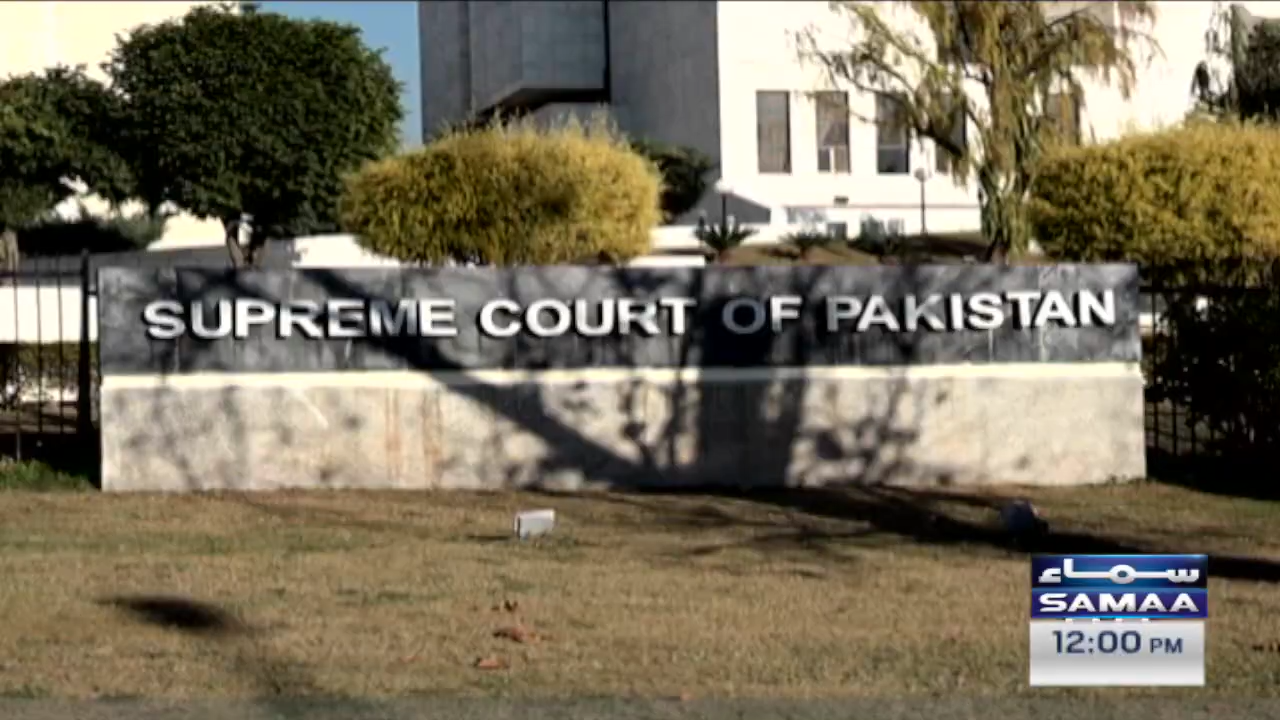 SUPREME COURT OF PAKISTAN
سماء
SAMAA
12:00 PM